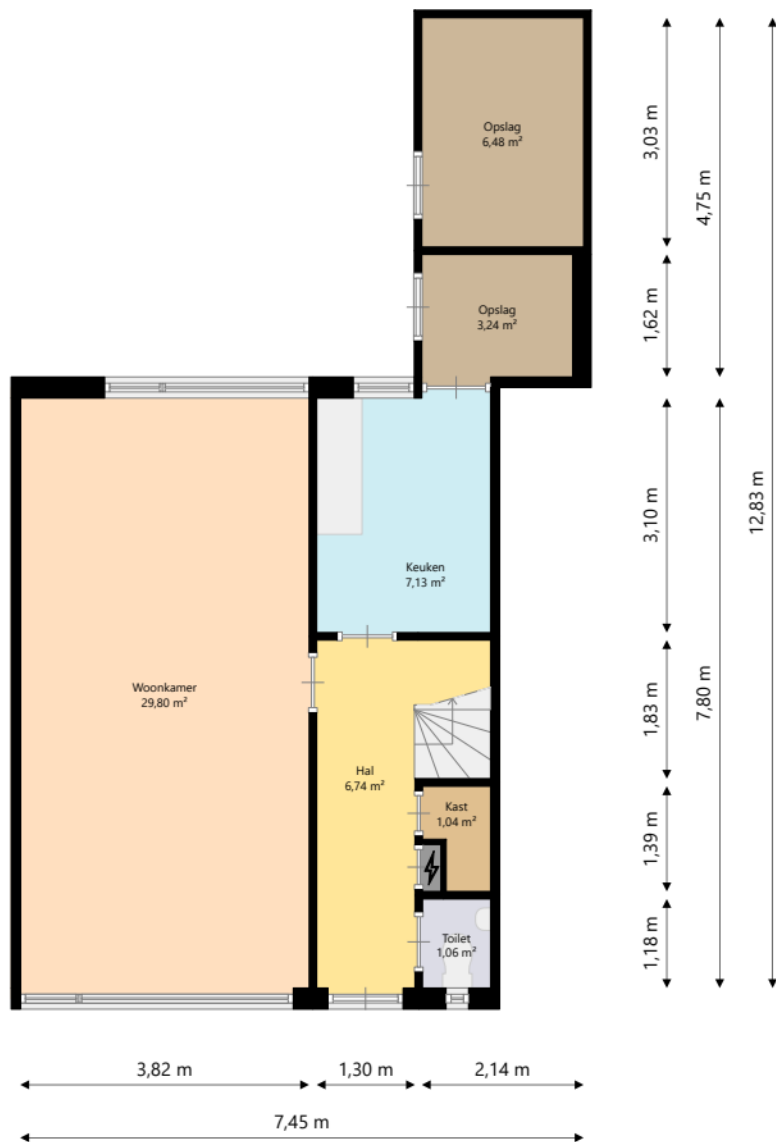 Opslag
6,48 m²
3,03 m
4,75 m
Opslag
3,24 m²
1,62 m
12,83 m
3,10 m
Keuken
7,13 m²
Woonkamer
29,80 m²
1,83 m
7,80 m
Hal
6,74 m²
Kast
1,04 m²
1,39 m
Toilet
1,06 m²
1,18 m
3,82 m
1,30 m
2,14 m
7,45 m